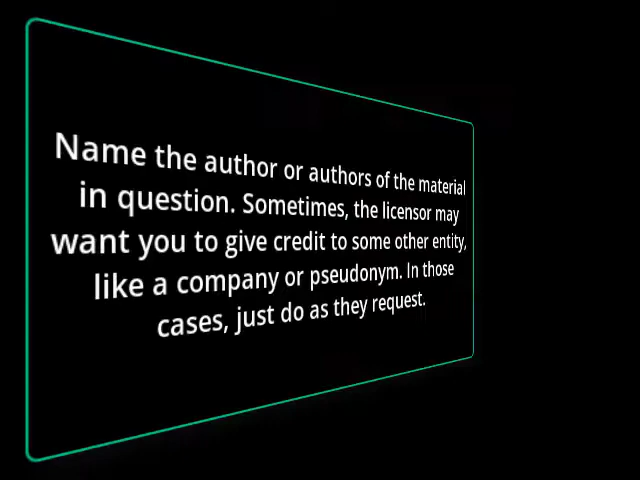 Name the author or authors of the material
in question. Sometimes, the licensor may
want you to give credit to some other entity,
like a company or pseudonym. In those
cases, just do as they request.